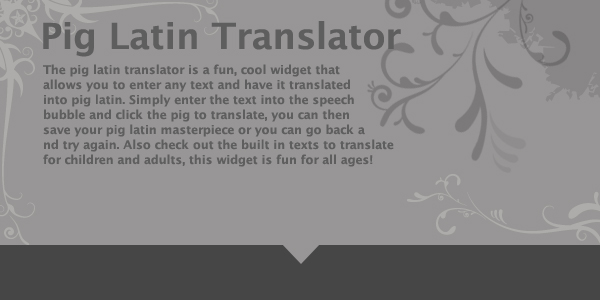 Pig Latin Translator
The pig latin translator is a fun, cool widget that
allows you to enter any text and have it translated
into pig latin. Simply enter the text into the speech
bubble and click the pig to translate, you can then
save your pig latin masterpiece or you can go back a
nd try again. Also check out the built in texts to translate
for children and adults, this widget is fun for all ages!